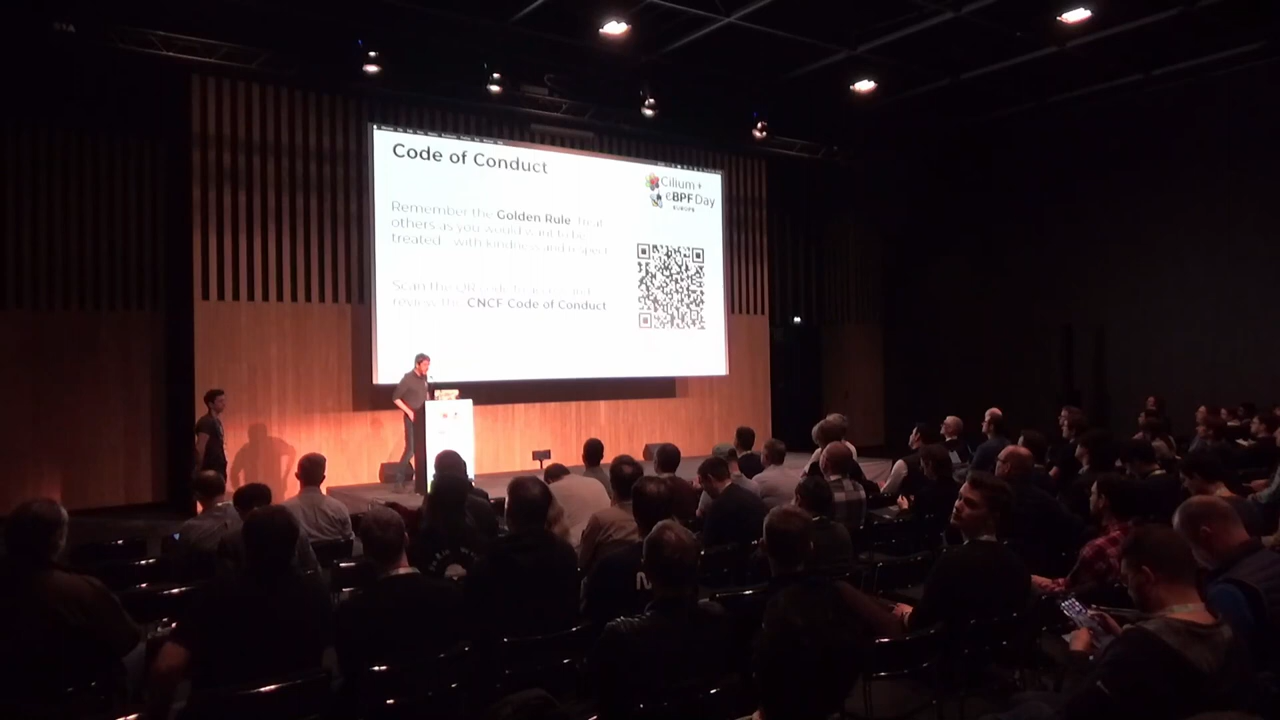 Code of Conduct
Cilium +
eBPF Day
EUROPE
Remember the Golden Rule: Treat
others as you would want to be
treated - with kindness and respect
Scan the QR code to access and
review the CNCF Code of Conduct